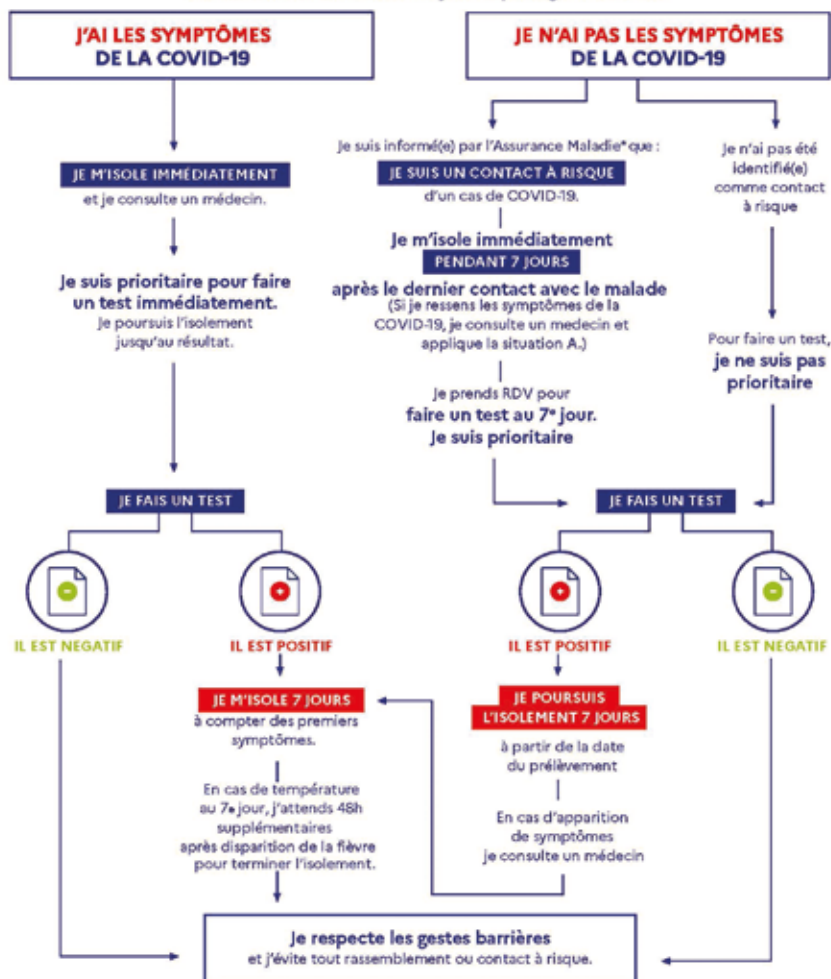 J'AI LES SYMPTÔMES
DE LA COVID-19
JE M'ISOLE IMMÉDIATEMENT
et je consulte un médecin.
Je suis prioritaire pour faire
un test immédiatement.
Je poursuis l'isolement
jusqu'au résultat.
JE FAIS UN TEST
IL EST NEGATIF
IL EST POSITIF
JE M'ISOLE 7 JOURS
à compter des premiers
symptômes.
En cas de température
au 7e jour, j'attends 48h
supplémentaires
après disparition de la fièvre
pour terminer l'isolement.
JE N'AI PAS LES SYMPTÔMES
DE LA COVID-19
Je suis informé(e) par l'Assurance Maladie* que :
JE SUIS UN CONTACT À RISQUE
d'un cas de COVID-19.
Je m'isole immédiatement
PENDANT 7 JOURS
après le dernier contact avec le malade
(Si je ressens les symptômes de la
COVID-19, je consulte un medecin et
applique la situation A.)
Je prends RDV pour
faire un test au 7e jour.
Je suis prioritaire
Je n'ai pas été
identifié(e)
comme contact
à risque
Pour faire un test,
je ne suis pas
prioritaire
JE FAIS UN TEST
IL EST POSITIF
IL EST NEGATIF
JE POURSUIS
L'ISOLEMENT 7 JOURS
à partir de la date
du prélèvement
En cas d'apparition
de symptômes
je consulte un médecin
Je respecte les gestes barrières
et j'évite tout rassemblement ou contact à risque.